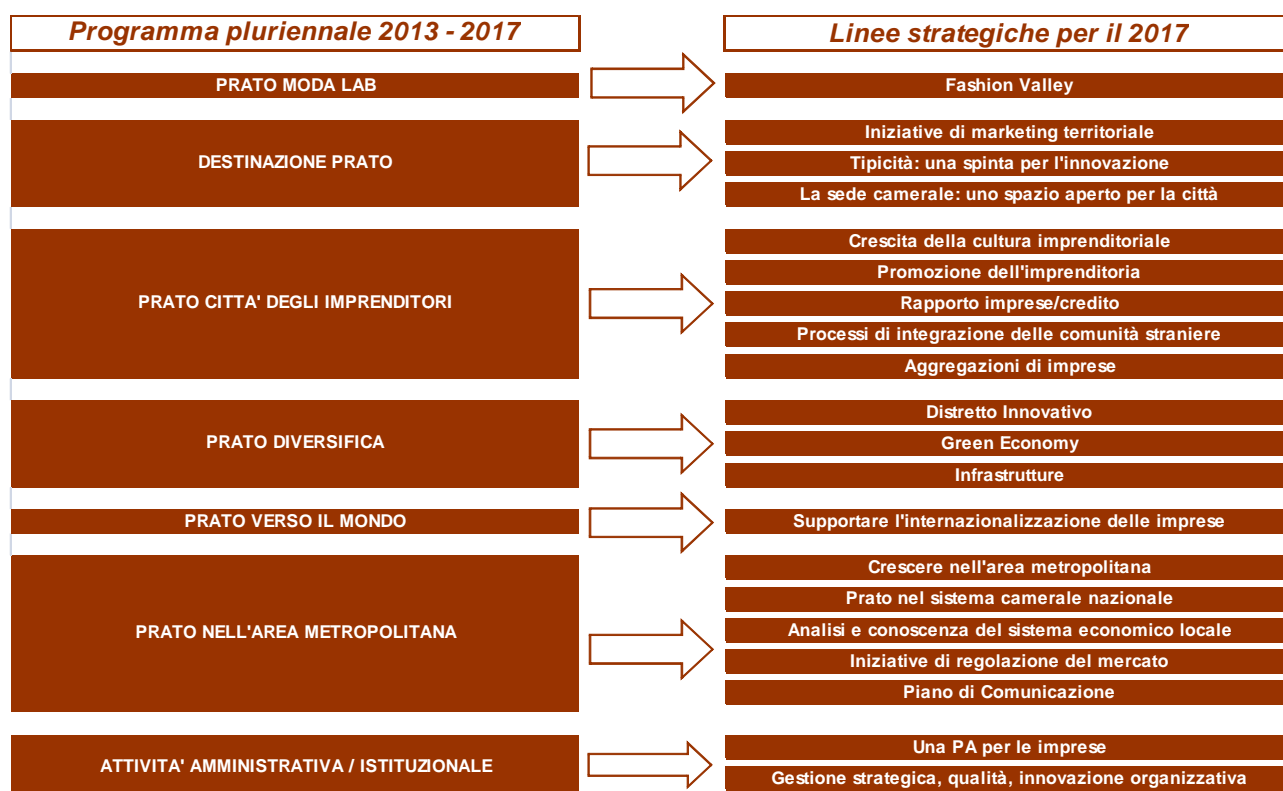 Programma pluriennale 2013 - 2017
Linee strategiche per il 2017
PRATO MODA LAB
Fashion Valley
DESTINAZIONE PRATO
Iniziative di marketing territoriale
Tipicità: una spinta per l'innovazione
La sede camerale: uno spazio aperto per la città
PRATO CITTA' DEGLI IMPRENDITORI
Crescita della cultura imprenditoriale
Promozione dell'imprenditoria
Rapporto imprese/credito
Processi di integrazione delle comunità straniere
Aggregazioni di imprese
PRATO DIVERSIFICA
Distretto Innovativo
Green Economy
Infrastrutture
PRATO VERSO IL MONDO
Supportare l'internazionalizzazione delle imprese
PRATO NELL'AREA METROPOLITANA
Crescere nell'area metropolitana
Prato nel sistema camerale nazionale
Analisi e conoscenza del sistema economico locale
Iniziative di regolazione del mercato
Piano di Comunicazione
ATTIVITA' AMMINISTRATIVA / ISTITUZIONALE
Una PA per le imprese
Gestione strategica, qualità, innovazione organizzativa